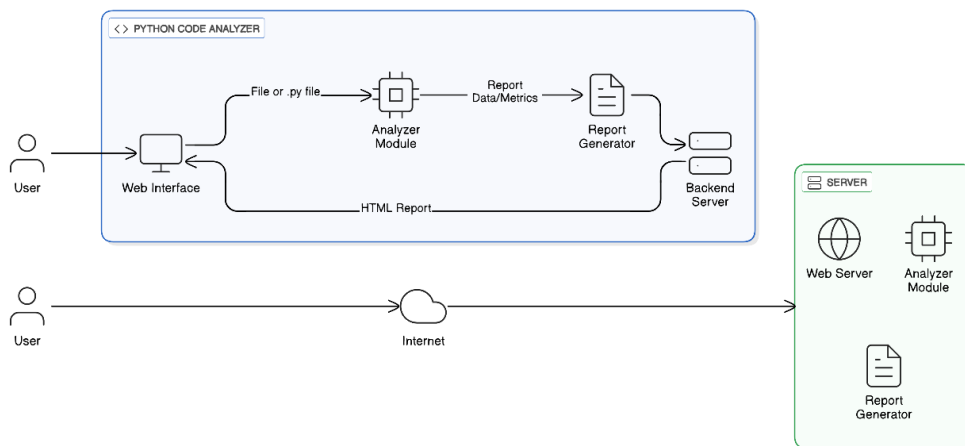 PYTHON CODE ANALYZER
File or .py file
Report
Data/Metrics
Analyzer
Module
Report
Generator
User
Web Interface
Backend
Server
HTML Report
SERVER
Web Server
Analyzer
Module
User
Internet
Report
Generator